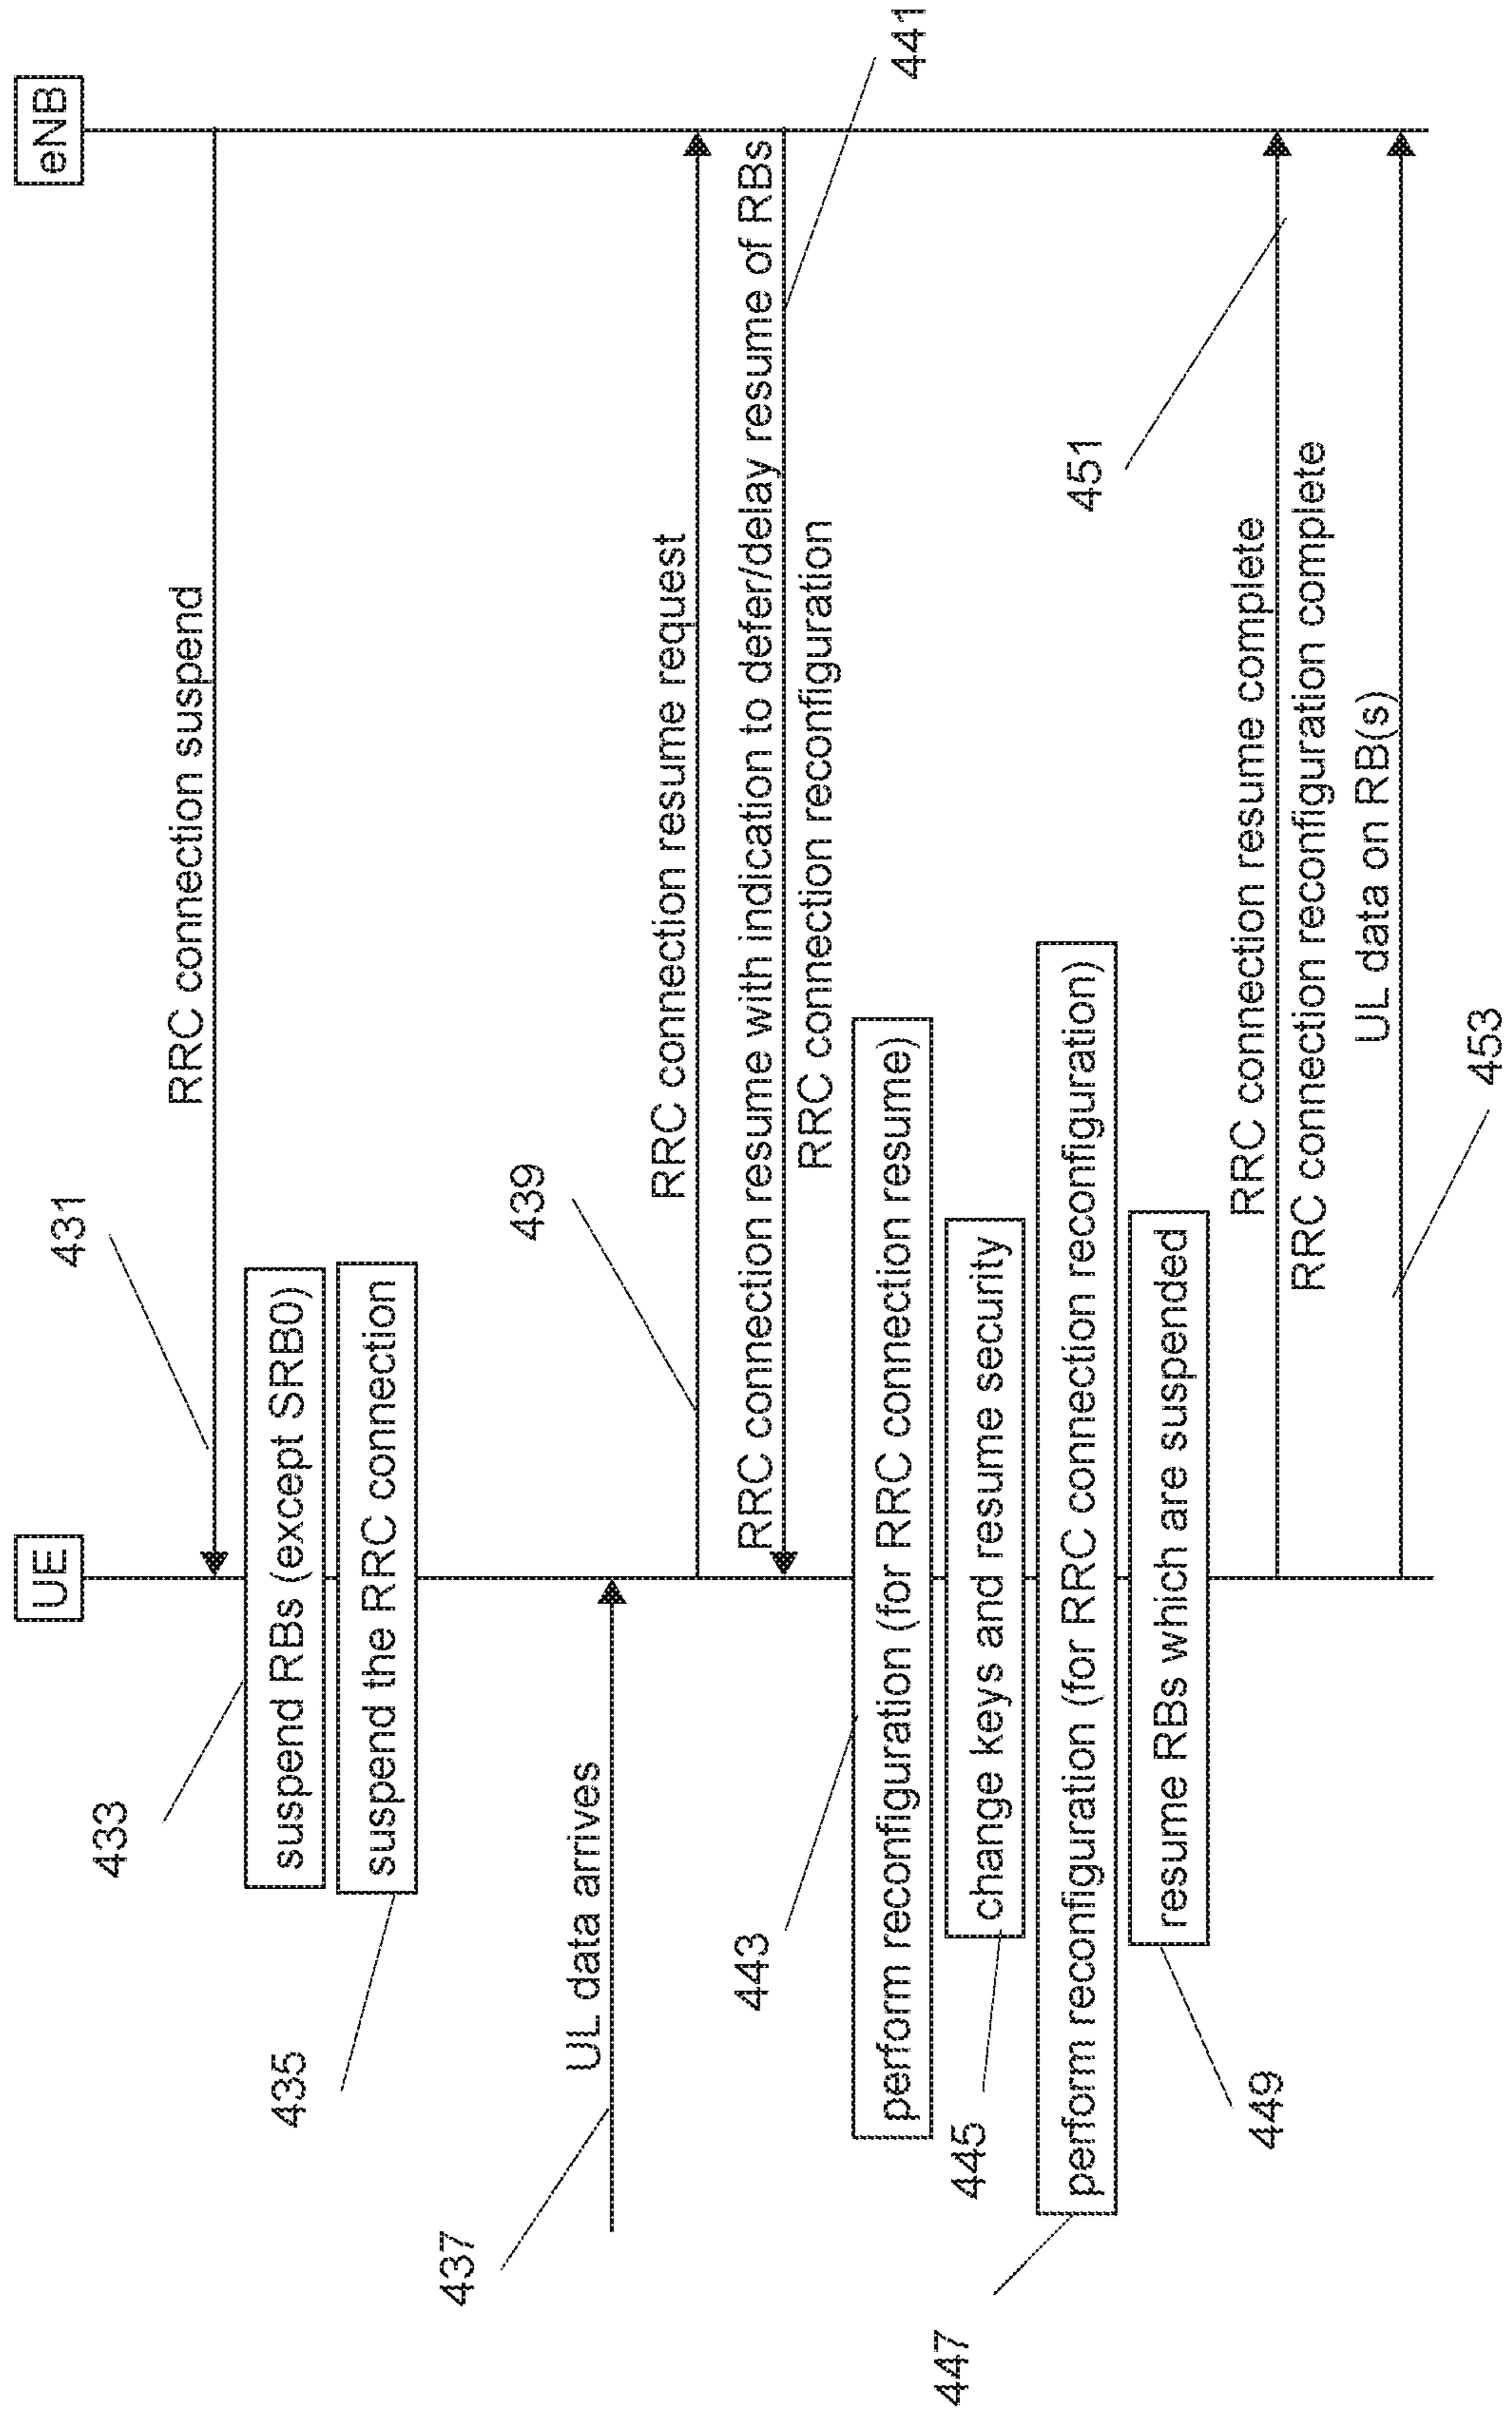 UE
eNB
431
RRC connection suspend
433
suspend RBs (except SRB0)
435
suspend the RRC connection
437
UL data arrives
439
RRC connection resume request
RRC connection resume with indication to defer/delay resume of RBs
441
RRC connection reconfiguration
443
perform reconfiguration (for RRC connection resume)
445
change keys and resume security
447
perform reconfiguration (for RRC connection reconfiguration)
449
resume RBs which are suspended
451
RRC connection resume complete
RRC connection reconfiguration complete
UL data on RB(s)
453